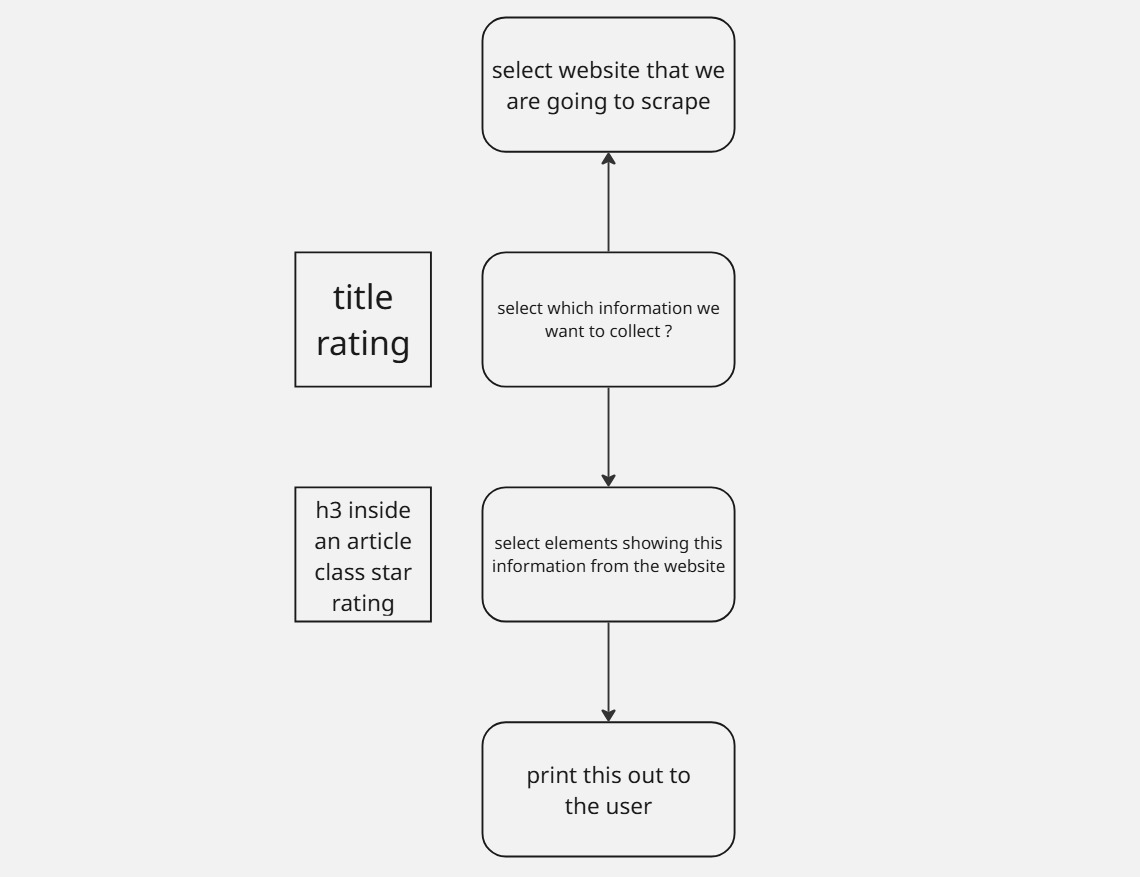 select website that we
are going to scrape
title
rating
select which information we
want to collect ?
h3 inside
an article
class star
rating
select elements showing this
information from the website
print this out to
the user